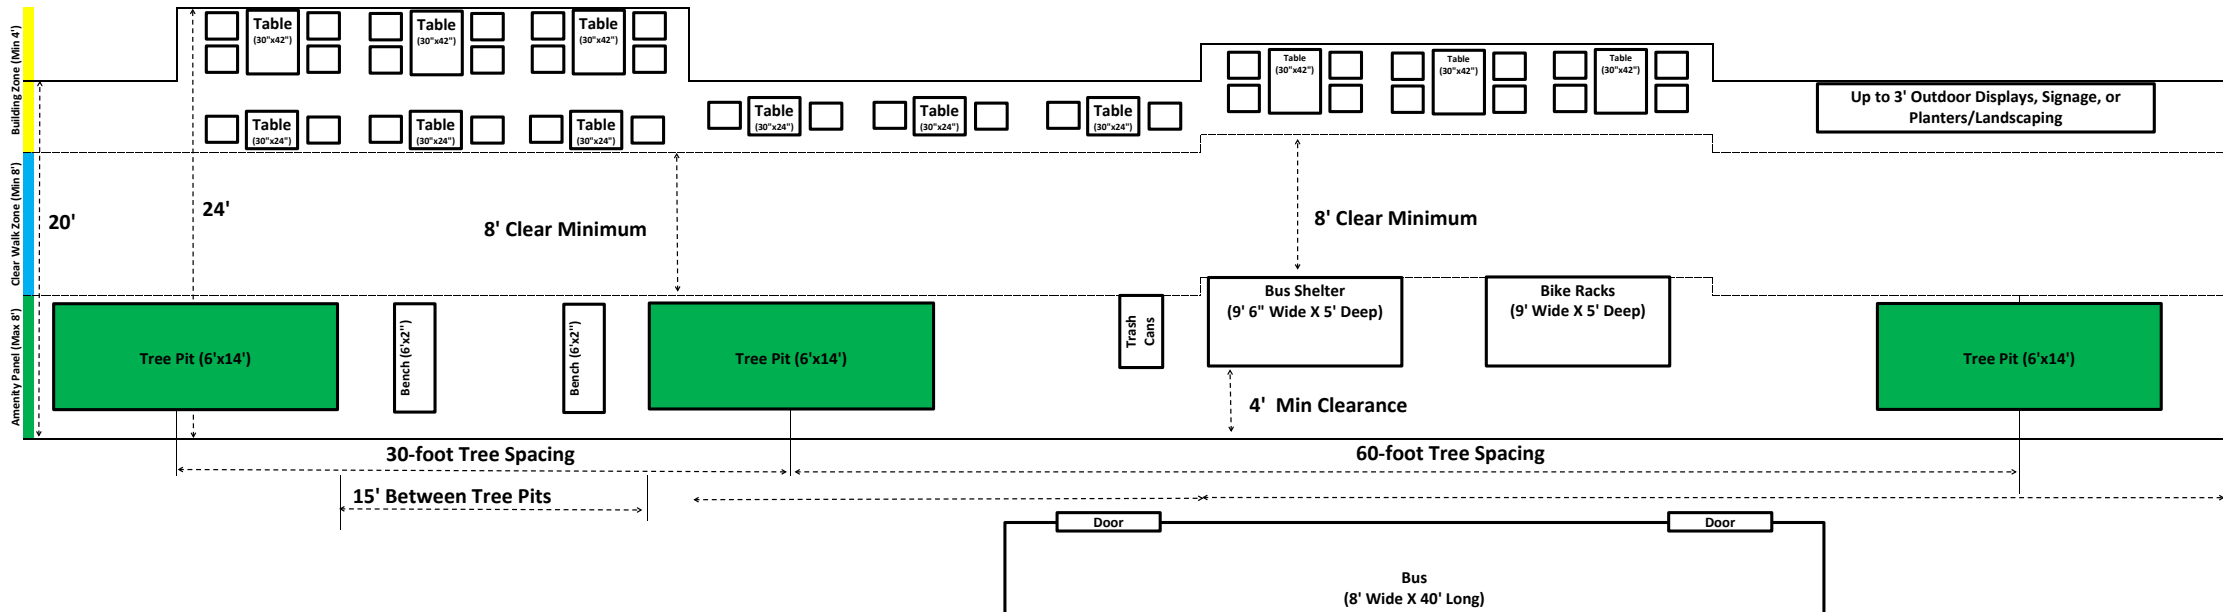 Building Zone (Min 4')
Clear Walk Zone (Min 8')
Amenity Panel (Max 8')
Table
(30"x42")
Table
(30"x42")
Table
(30"x42")
Table
(30"x24")
Table
(30"x24")
Table
(30"x24")
Table
(30"x24")
Table
(30"x24")
Table
(30"x24")
Table
(30"x42")
Table
(30"x42")
Table
(30"x42")
Up to 3' Outdoor Displays, Signage, or
Planters/Landscaping
20'
24'
8' Clear Minimum
8' Clear Minimum
Tree Pit (6'x14')
Bench (6'x2")
Bench (6'x2")
Tree Pit (6'x14')
Trash
Cans
Bus Shelter
(9' 6" Wide X 5' Deep)
Bike Racks
(9' Wide X 5' Deep)
Tree Pit (6'x14')
4'  Min Clearance
30-foot Tree Spacing
60-foot Tree Spacing
15' Between Tree Pits
Door
Door
Bus
(8' Wide X 40' Long)